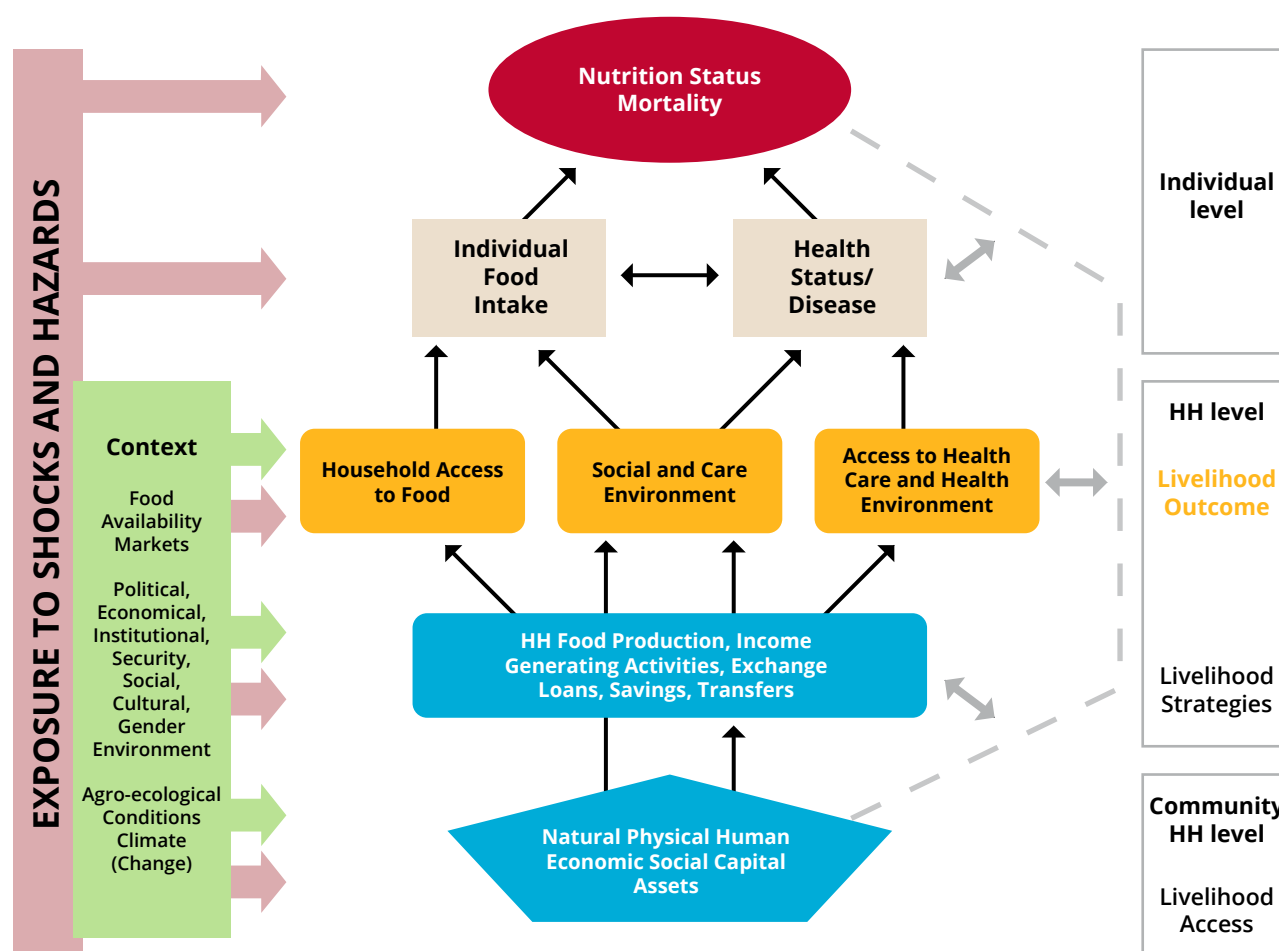 EXPOSURE TO SHOCKS AND HAZARDS
Context
Food
Availability
Markets
Political,
Economical,
Institutional,
Security,
Social,
Cultural,
Gender
Environment
Agro-ecological
Conditions
Climate
(Change)
Nutrition Status
Mortality
Individual
Food
Intake
Health
Status/
Disease
Household Access
to Food
Social and Care
Environment
Access to Health
Care and Health
Environment
HH Food Production, Income
Generating Activities, Exchange
Loans, Savings, Transfers
Natural Physical Human
Economic Social Capital
Assets
Individual
level
HH level
Livelihood
Outcome
Livelihood
Strategies
Community
HH level
Livelihood
Access